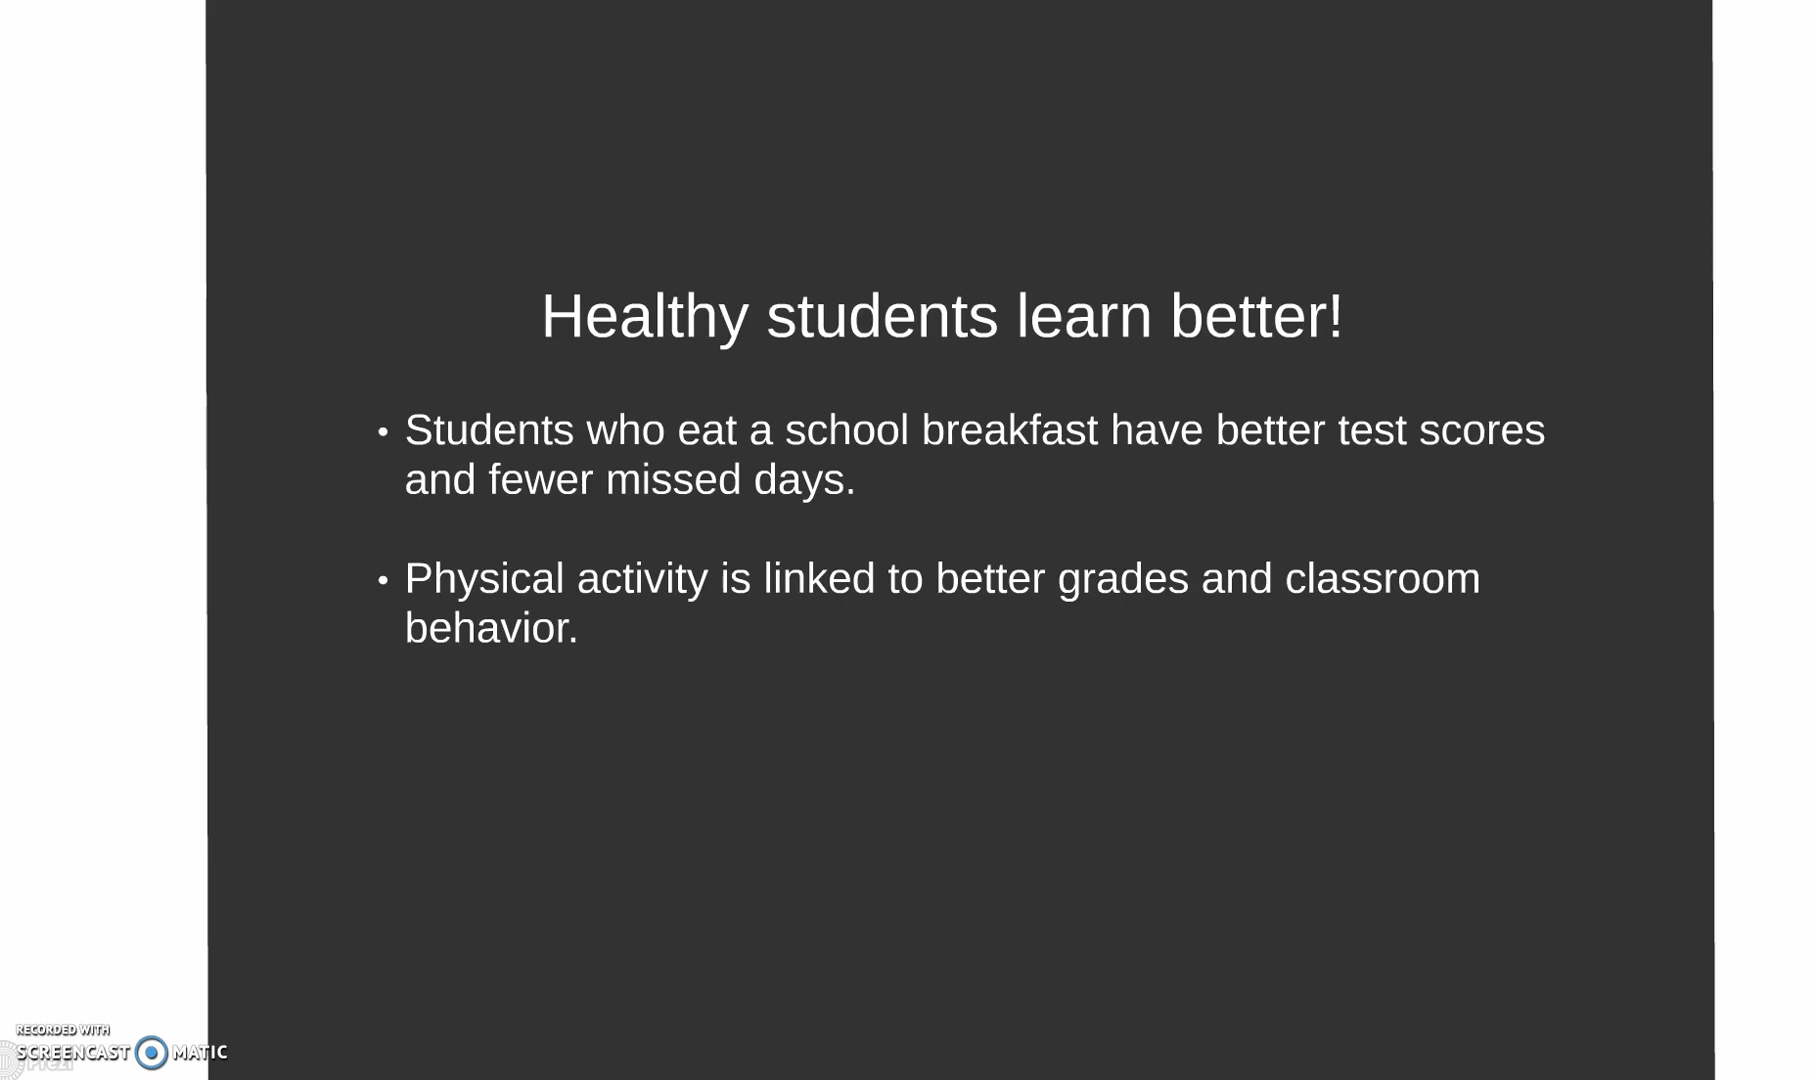 Healthy students learn better!
• Students who eat a school breakfast have better test scores
and fewer missed days.
• Physical activity is linked to better grades and classroom
behavior.
RECORDED WITH
SCREENCAST MATIC
Prezi